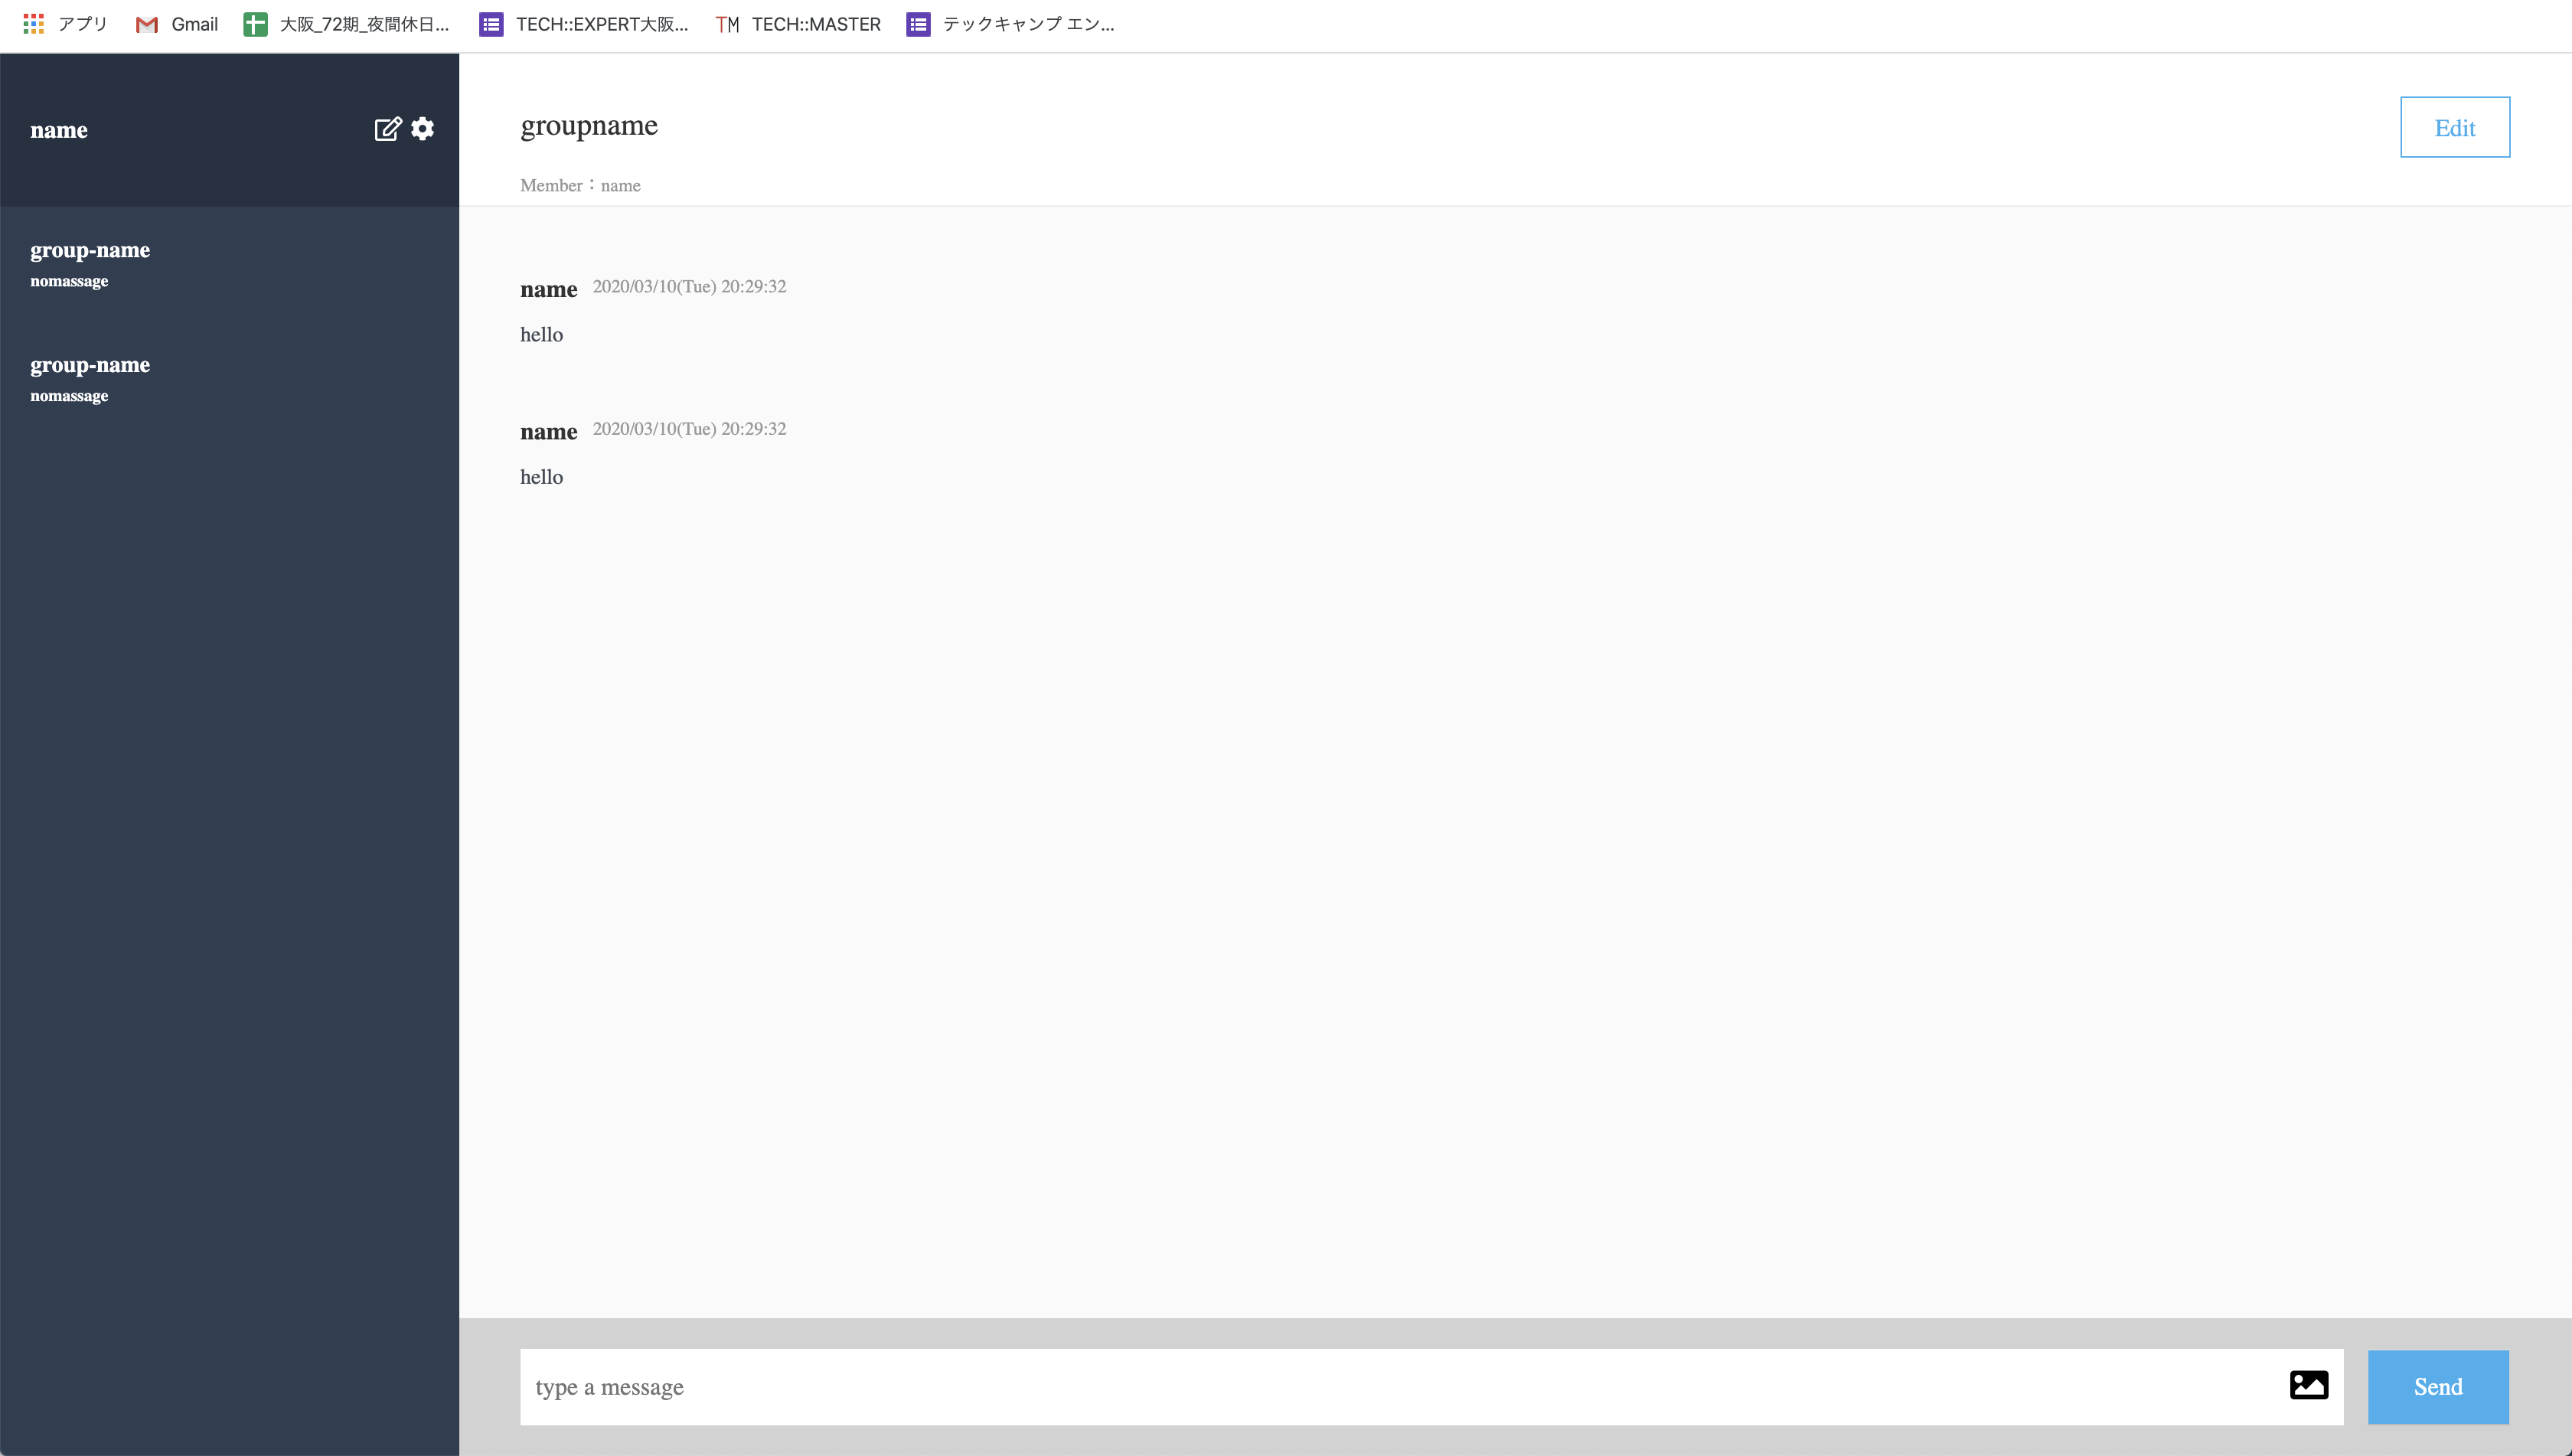 アプリ Gmail 大阪_72期_夜間休日... TECH::EXPERT大阪... TM TECH::MASTER テックキャンプ エン...
name
group-name
nomassage
group-name
nomassage
groupname
Edit
Member：name
name 2020/03/10(Tue) 20:29:32
hello
name 2020/03/10(Tue) 20:29:32
hello
type a message
Send